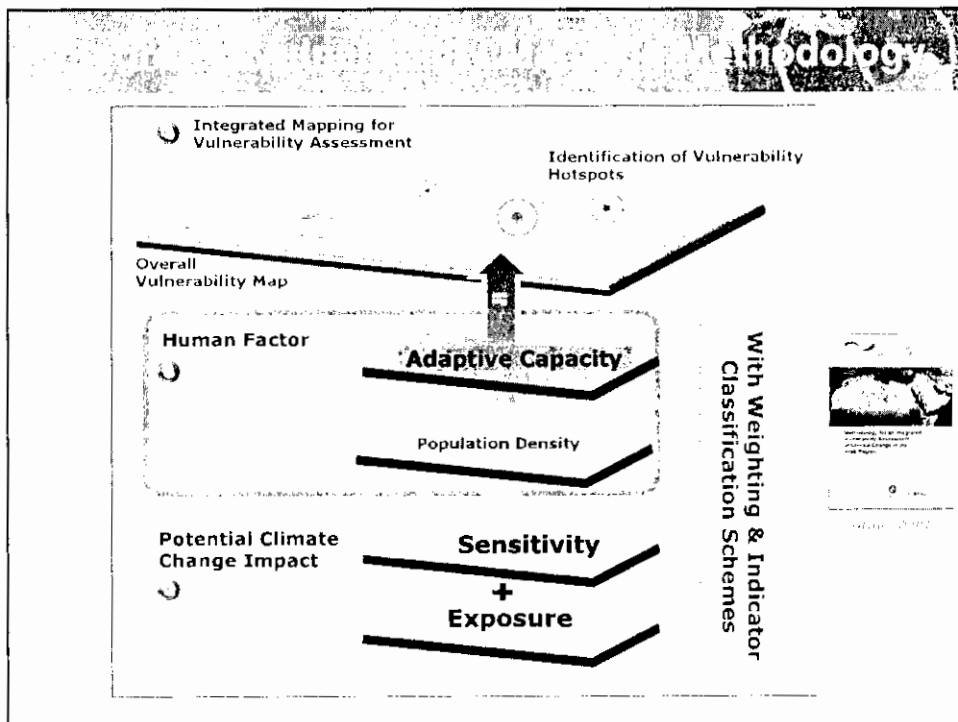 Methodology
Integrated Mapping for
Vulnerability Assessment
Identification of Vulnerability
Hotspots
Overall
Vulnerability Map
Human Factor
Adaptive Capacity
Population Density
Potential Climate
Change Impact
Sensitivity
+
Exposure
With Weighting & Indicator
Classification Schemes